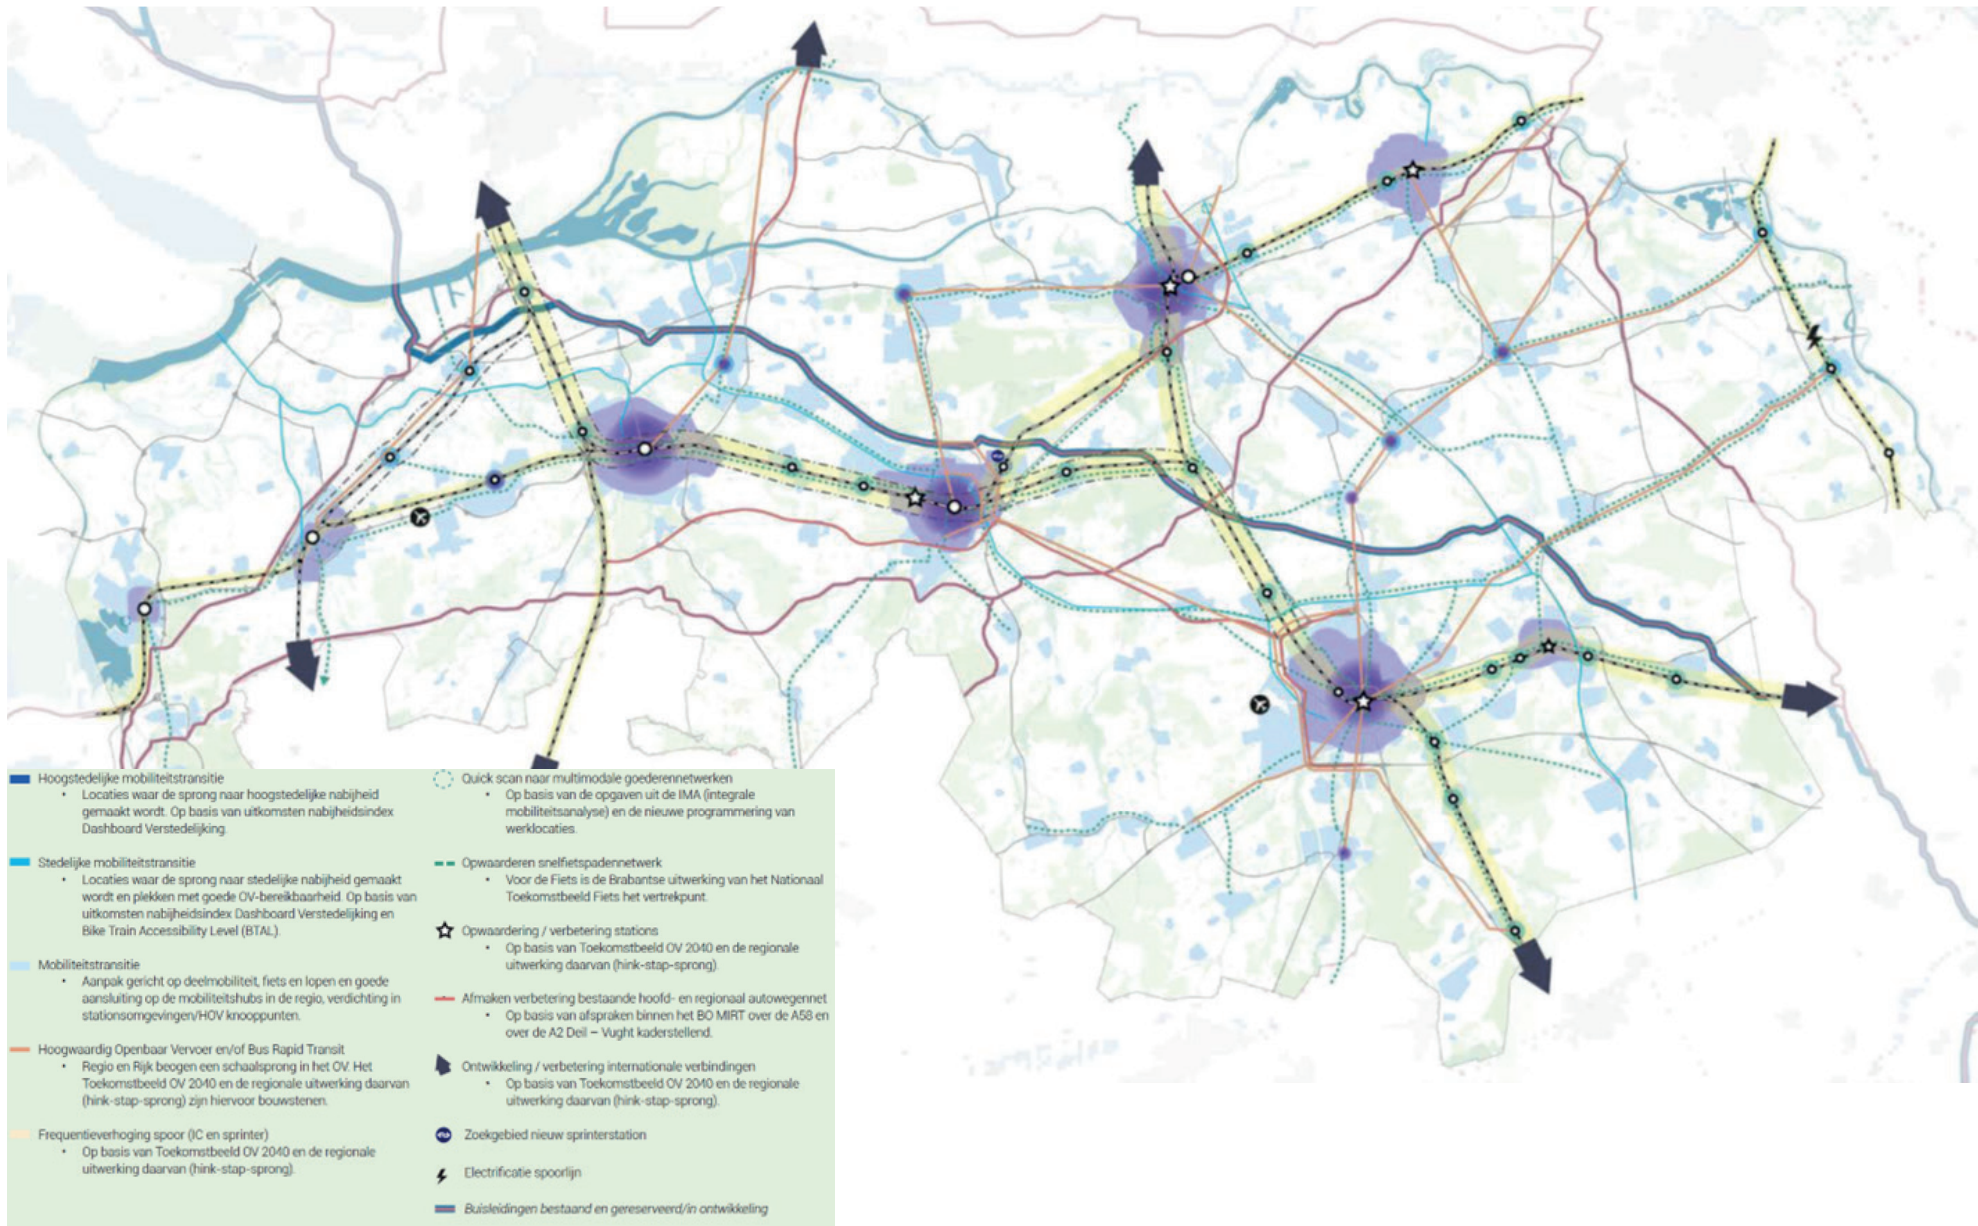 Hoogstedelijke mobiliteitstransitie
• Locaties waar de sprong naar hoogstedelijke nabijheid
gemaakt wordt. Op basis van uitkomsten nabijheidsindex
Dashboard Verstedelijking.
Stedelijke mobiliteitstransitie
• Locaties waar de sprong naar stedelijke nabijheid gemaakt
wordt en plekken met goede OV-bereikbaarheid. Op basis van
uitkomsten nabijheidsindex Dashboard Verstedelijking en
Bike Train Accessibility Level (BTAL).
Mobiliteitstransitie
• Aanpak gericht op deelmobiliteit, fiets en lopen en goede
aansluiting op de mobiliteitshubs in de regio, verdichting in
stationsomgevingen/HOV knooppunten.
Hoogwaardig Openbaar Vervoer en/of Bus Rapid Transit
• Regio en Rijk beogen een schaalsprong in het OV. Het
Toekomstbeeld OV 2040 en de regionale uitwerking daarvan
(hink-stap-sprong) zijn hiervoor bouwstenen.
Frequentieverhoging spoor (IC en sprinter)
• Op basis van Toekomstbeeld OV 2040 en de regionale
uitwerking daarvan (hink-stap-sprong).
Quick scan naar multimodale goederennetwerken
• Op basis van de opgaven uit de IMA (integrale
mobiliteitsanalyse) en de nieuwe programmering van
werklocaties.
Opwaarderen snelfietspadennetwerk
• Voor de Fiets is de Brabantse uitwerking van het Nationaal
Toekomstbeeld Fiets het vertrekpunt.
Opwaardering / verbetering stations
• Op basis van Toekomstbeeld OV 2040 en de regionale
uitwerking daarvan (hink-stap-sprong).
Afmaken verbetering bestaande hoofd- en regionaal autowegennet
• Op basis van afspraken binnen het BO MIRT over de A58 en
over de A2 Deil – Vught kaderstellend.
Ontwikkeling / verbetering internationale verbindingen
• Op basis van Toekomstbeeld OV 2040 en de regionale
uitwerking daarvan (hink-stap-sprong).
Zoekgebied nieuw sprinterstation
Electrificatie spoorlijn
Buisleidingen bestaand en gereserveerd/in ontwikkeling